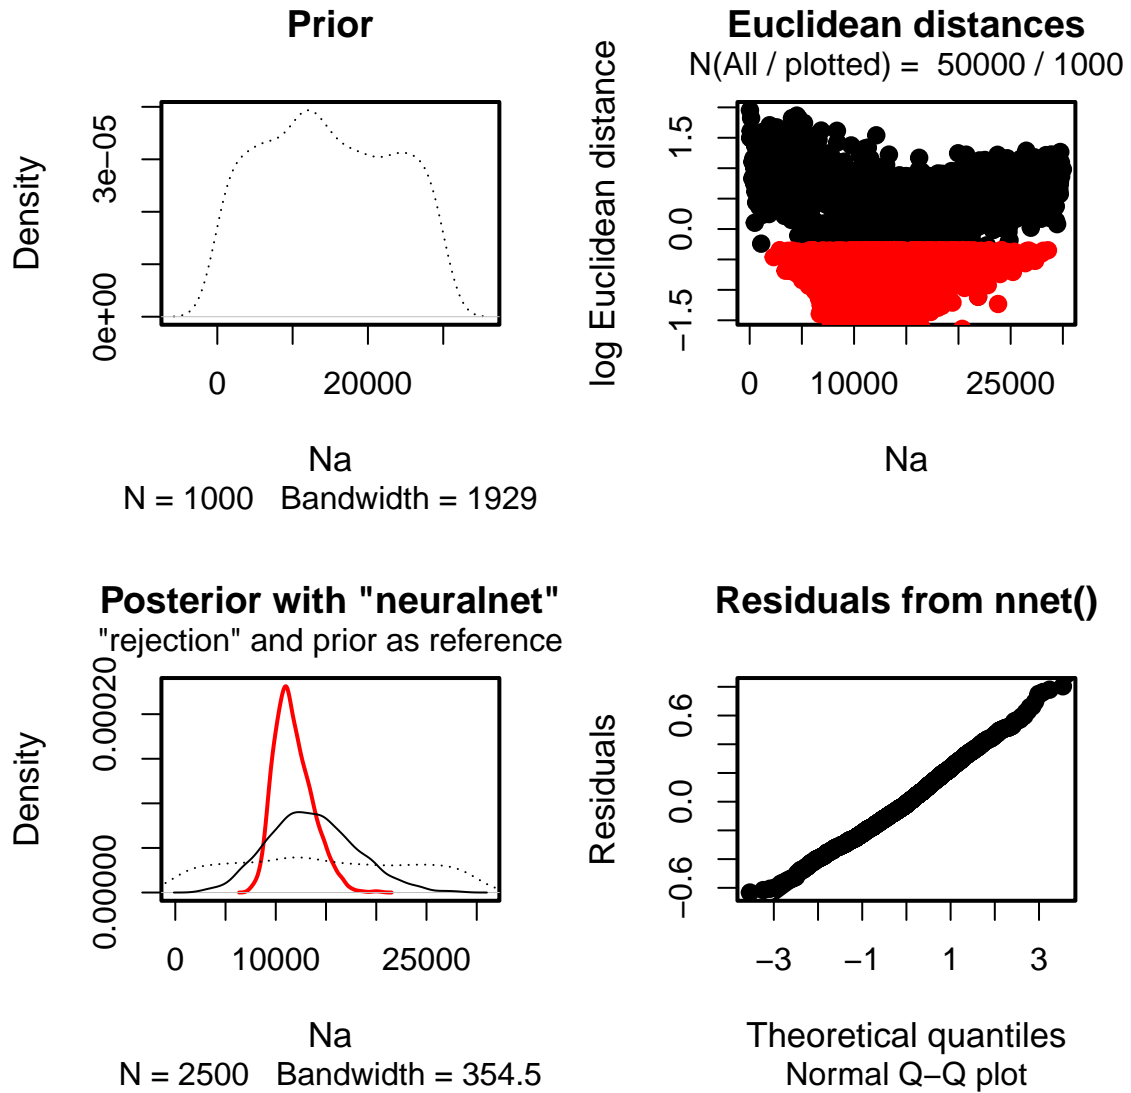 Prior
Density
0e+00
3e−05
0
20000
Na
N = 1000   Bandwidth = 1929
Euclidean distances
N(All / plotted) =  50000 / 1000
log Euclidean distance
−1.5
0.0
1.5
0
10000
25000
Na
Posterior with "neuralnet"
"rejection" and prior as reference
Density
0.00000
0.00020
0
10000
25000
Na
N = 2500   Bandwidth = 354.5
Residuals from nnet()
Residuals
−0.6
0.0
0.6
−3
−1
1
3
Theoretical quantiles
Normal Q−Q plot